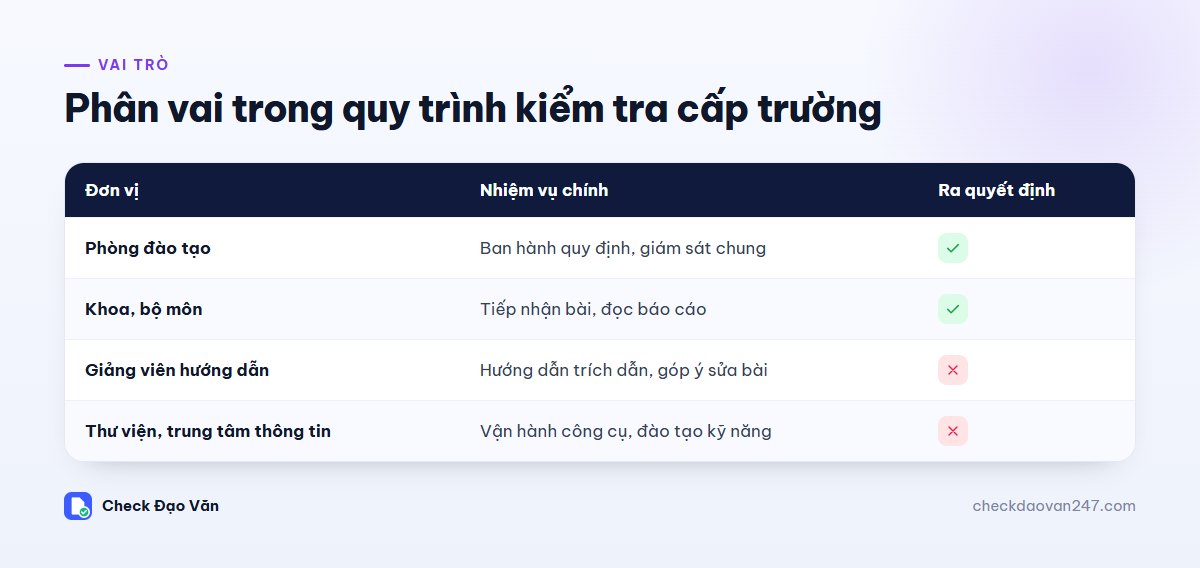 VAI TRÒ
Phân vai trong quy trình kiểm tra cấp trường
Đơn vị Nhiệm vụ chính Ra quyết định
Phòng đào tạo Ban hành quy định, giám sát chung
Khoa, bộ môn Tiếp nhận bài, đọc báo cáo
Giảng viên hướng dẫn Hướng dẫn trích dẫn, góp ý sửa bài
Thư viện, trung tâm thông tin Vận hành công cụ, đào tạo kỹ năng
Check Đạo Văn checkdaovan247.com